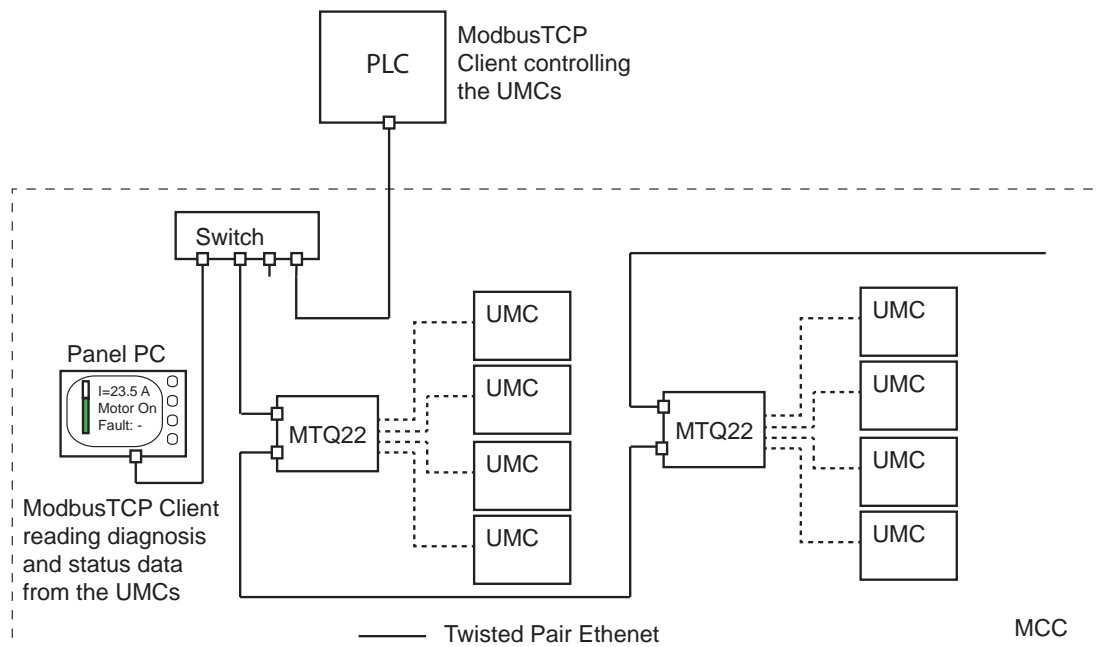 PLC
ModbusTCP
Client controlling
the UMCs
Switch
Panel PC
I=23.5 A
Motor On
Fault: -
ModbusTCP Client
reading diagnosis
and status data
from the UMCs
MTQ22
UMC
UMC
UMC
UMC
MTQ22
UMC
UMC
UMC
UMC
Twisted Pair Ethenet
MCC